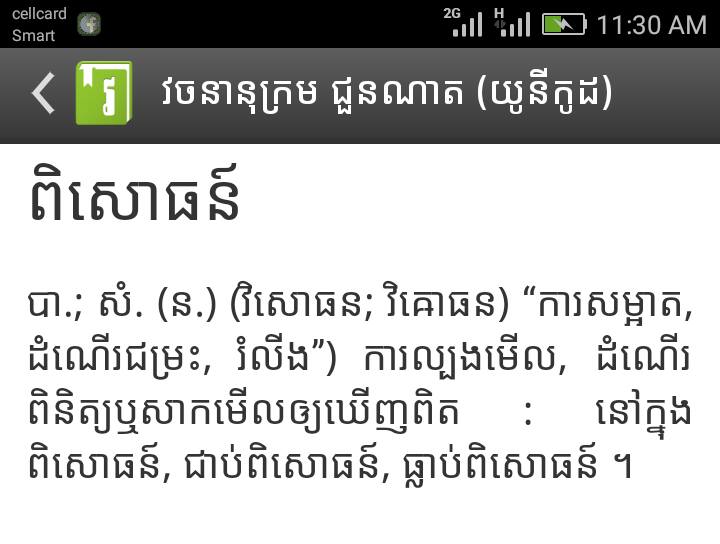 cellcard
Smart
2G H 11:30 AM
វចនានុក្រម ជួនណាត (យូនីកូដ)
ពិសោធន៍
បា.; សំ. (ន.) (វិសោធន; វិឝោធន) “ការសម្អាត,
ដំណើរជម្រះ, រំលីង”) ការល្បងមើល, ដំណើរ
ពិនិត្យឬសាកមើលឲ្យឃើញពិត : នៅក្នុង
ពិសោធន៍, ជាប់ពិសោធន៍, ធ្លាប់ពិសោធន៍ ។